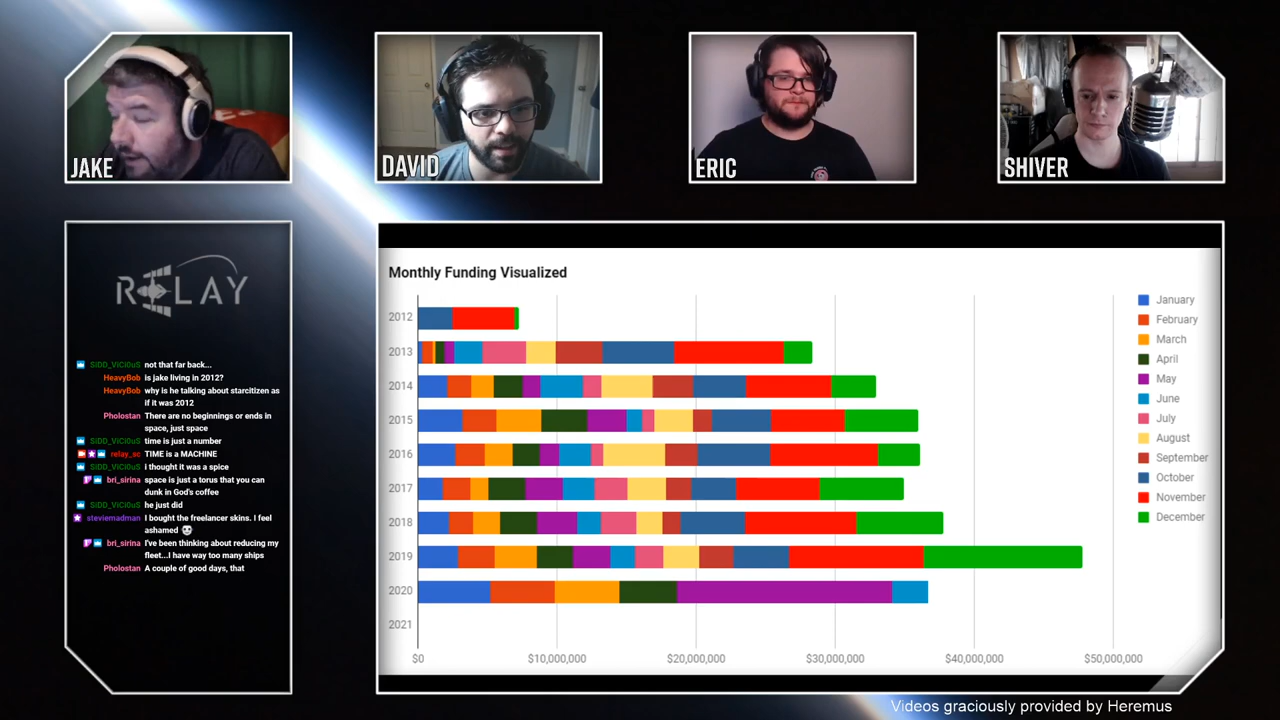 JAKE
DAVID
ERIC
SHIVER
RELAY
SIDD_ViCi0uS not that far back...
HeavyBob is jake living in 2012?
HeavyBob why is he talking about starcitizen as
if it was 2012
Pholostan There are no beginnings or ends in
space, just space
SIDD_ViCi0uS time is just a number
relay_sc TIME is a MACHINE
SIDD_ViCi0uS i thought it was a spice
bri_sirina space is just a torus that you can
dunk in God's coffee
SIDD_ViCi0uS he just did
steviemadman I bought the freelancer skins. I feel
ashamed
bri_sirina I've been thinking about reducing my
fleet...I have way too many ships
Pholostan A couple of good days, that
Monthly Funding Visualized
2012
2013
2014
2015
2016
2017
2018
2019
2020
2021
$0 $10,000,000 $20,000,000 $30,000,000 $40,000,000 $50,000,000
January
February
March
April
May
June
July
August
September
October
November
December
Videos graciously provided by Heremus